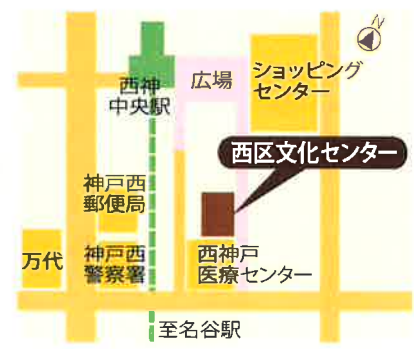 N
西神
中央駅
広場
ショッピング
センター
西区文化センター
神戸西
郵便局
万代
神戸西
警察署
西神戸
医療センター
至名谷駅